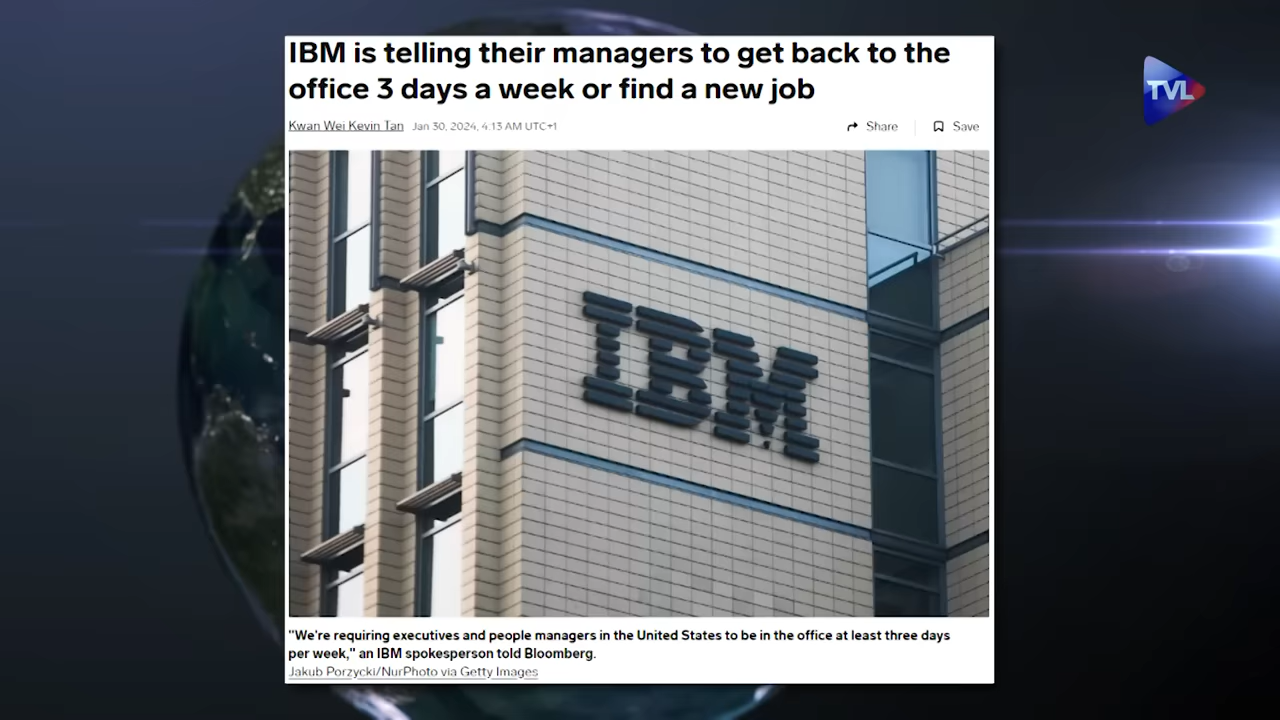 IBM is telling their managers to get back to the
office 3 days a week or find a new job
Kwan Wei Kevin Tan Jan 30, 2024, 4:13 AM UTC+1
Share Save
TVL
IBM
"We're requiring executives and people managers in the United States to be in the office at least three days
per week," an IBM spokesperson told Bloomberg.
Jakub Porzycki/NurPhoto via Getty Images